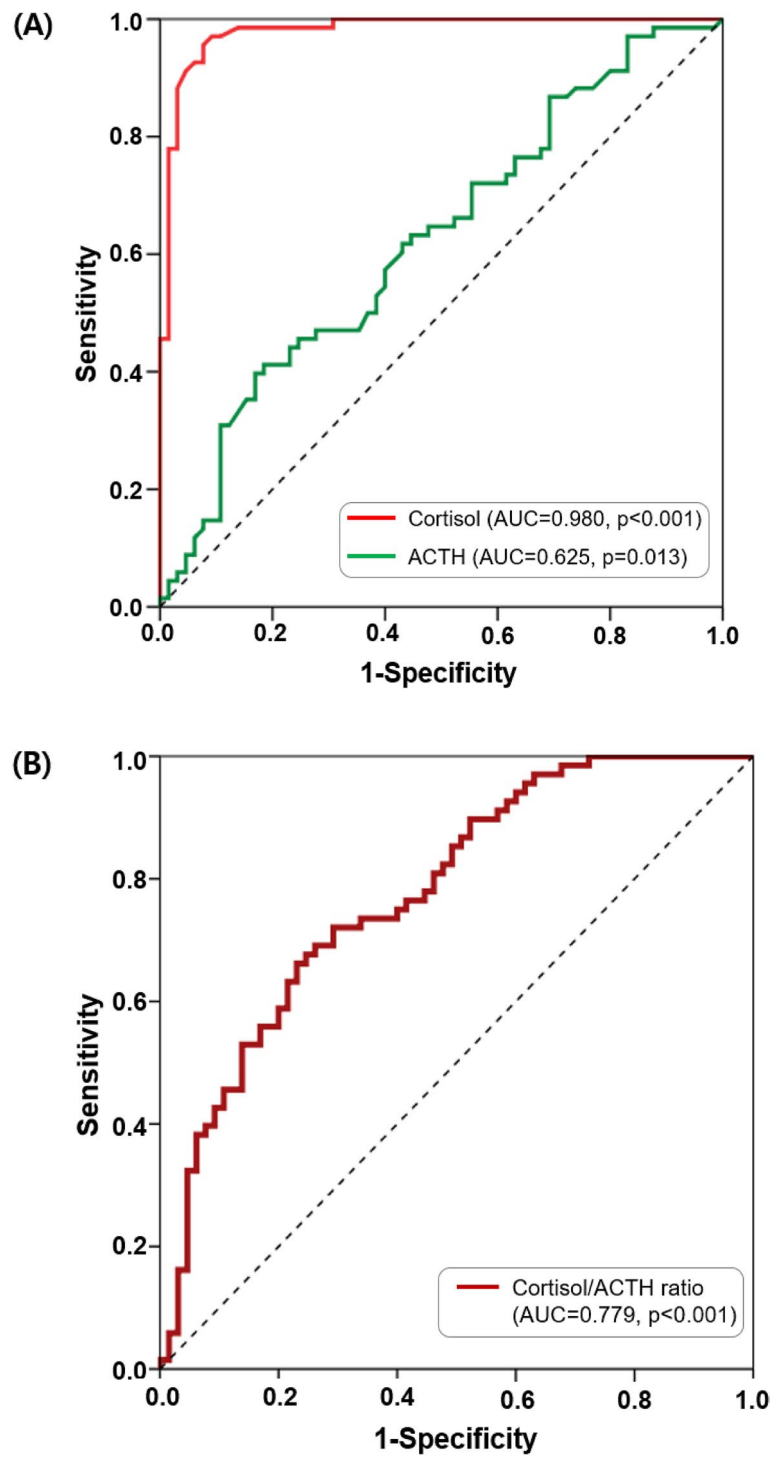 (A)
1.0
0.8
0.6
0.4
0.2
0.0
Sensitivity
Cortisol (AUC=0.980, p<0.001)
ACTH (AUC=0.625, p=0.013)
0.0 0.2 0.4 0.6 0.8 1.0
1-Specificity
(B)
1.0
0.8
0.6
0.4
0.2
0.0
Sensitivity
Cortisol/ACTH ratio
(AUC=0.779, p<0.001)
0.0 0.2 0.4 0.6 0.8 1.0
1-Specificity